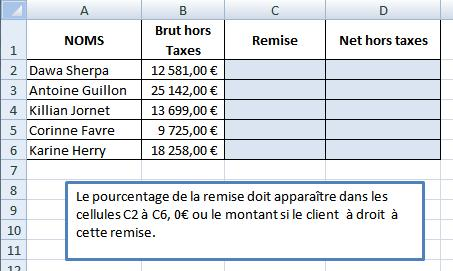 A B C D
1 NOMS Brut hors Taxes Remise Net hors taxes
2 Dawa Sherpa 12 581,00 €
3 Antoine Guillon 25 142,00 €
4 Killian Jornet 13 699,00 €
5 Corinne Favre 9 725,00 €
6 Karine Herry 18 258,00 €
7
8 Le pourcentage de la remise doit apparaître dans les
9 cellules C2 à C6, 0€ ou le montant si le client à droit à
10 cette remise.
11
12